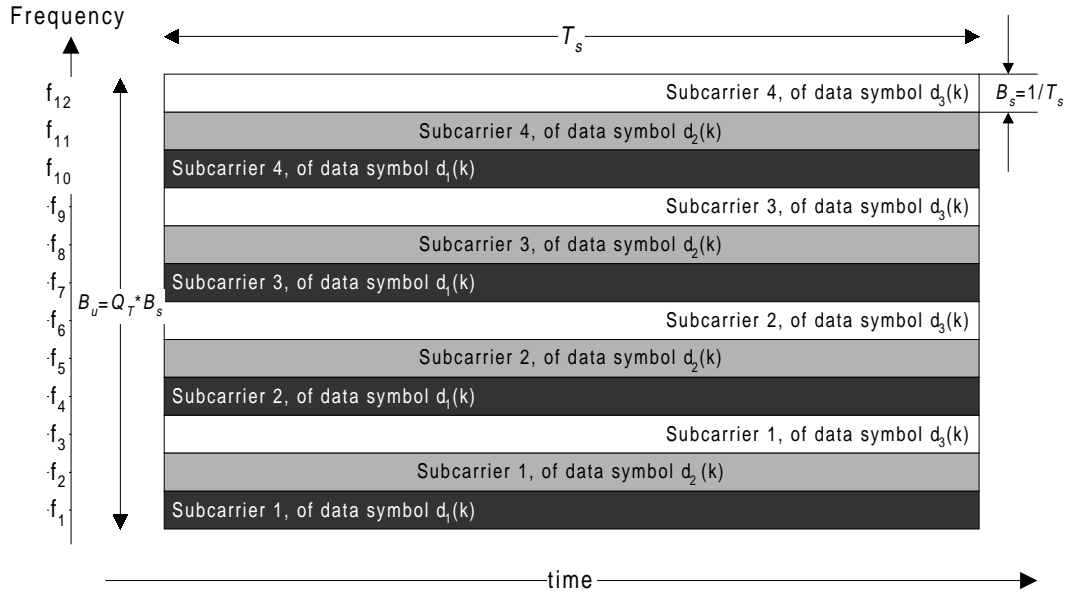 Frequency
T_s
f_12
Subcarrier 4, of data symbol d_3(k)
B_s=1/T_s
f_11
Subcarrier 4, of data symbol d_2(k)
f_10
Subcarrier 4, of data symbol d_1(k)
f_9
Subcarrier 3, of data symbol d_3(k)
f_8
Subcarrier 3, of data symbol d_2(k)
f_7
Subcarrier 3, of data symbol d_1(k)
B_u=Q_T*B_s
f_6
Subcarrier 2, of data symbol d_3(k)
f_5
Subcarrier 2, of data symbol d_2(k)
f_4
Subcarrier 2, of data symbol d_1(k)
f_3
Subcarrier 1, of data symbol d_3(k)
f_2
Subcarrier 1, of data symbol d_2(k)
f_1
Subcarrier 1, of data symbol d_1(k)
time